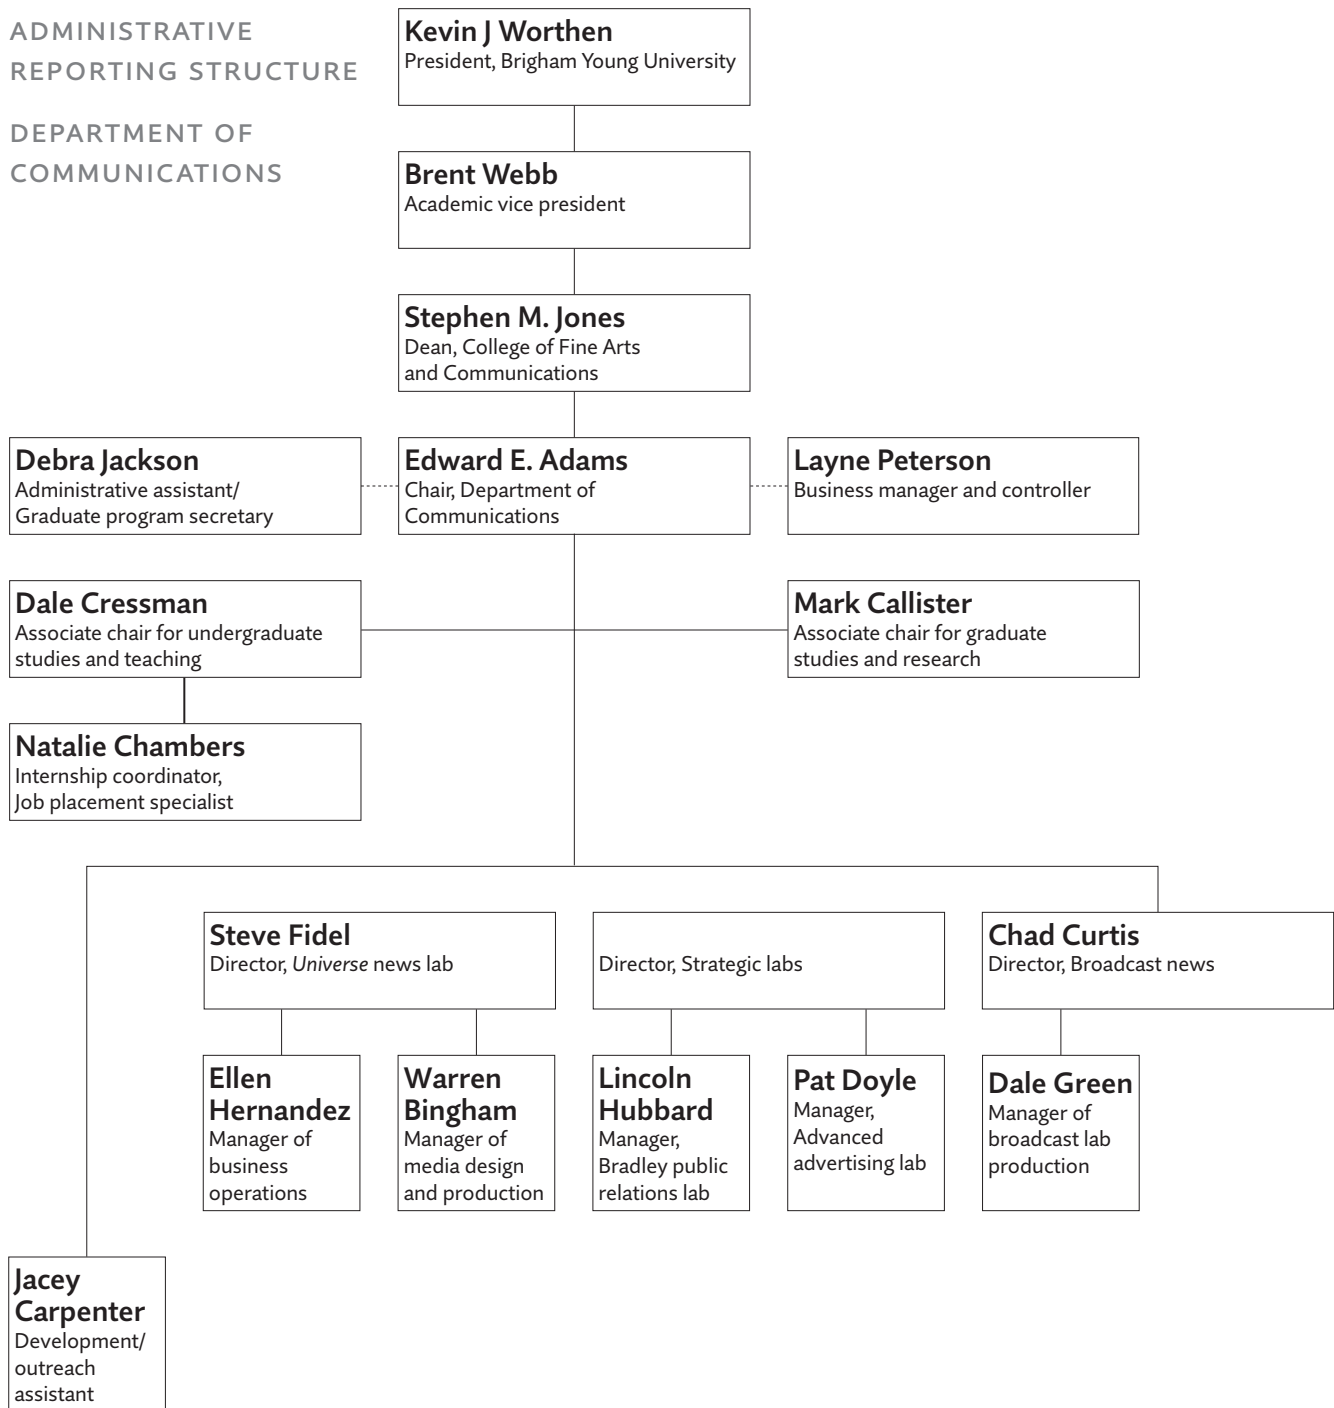 ADMINISTRATIVE
REPORTING STRUCTURE
DEPARTMENT OF
COMMUNICATIONS
Kevin J Worthen
President, Brigham Young University
Brent Webb
Academic vice president
Stephen M. Jones
Dean, College of Fine Arts
and Communications
Debra Jackson
Administrative assistant/
Graduate program secretary
Edward E. Adams
Chair, Department of
Communications
Layne Peterson
Business manager and controller
Dale Cressman
Associate chair for undergraduate
studies and teaching
Mark Callister
Associate chair for graduate
studies and research
Natalie Chambers
Internship coordinator,
Job placement specialist
Steve Fidel
Director, Universe news lab
Director, Strategic labs
Chad Curtis
Director, Broadcast news
Ellen
Hernandez
Manager of
business
operations
Warren
Bingham
Manager of
media design
and production
Lincoln
Hubbard
Manager,
Bradley public
relations lab
Pat Doyle
Manager,
Advanced
advertising lab
Dale Green
Manager of
broadcast lab
production
Jacey
Carpenter
Development/
outreach
assistant